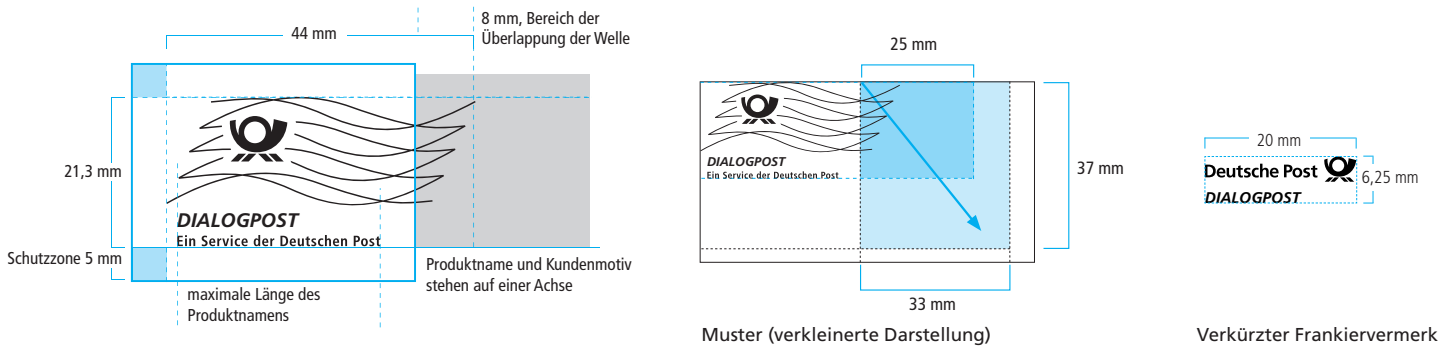 8 mm, Bereich der
Überlappung der Welle
44 mm
21,3 mm
DIALOGPOST
Ein Service der Deutschen Post
Schutzzone 5 mm
maximale Länge des
Produktnamens
Produktname und Kundenmotiv
stehen auf einer Achse
25 mm
DIALOGPOST
Ein Service der Deutschen Post
37 mm
33 mm
Muster (verkleinerte Darstellung)
20 mm
Deutsche Post
DIALOGPOST
6,25 mm
Verkürzter Frankiervermerk